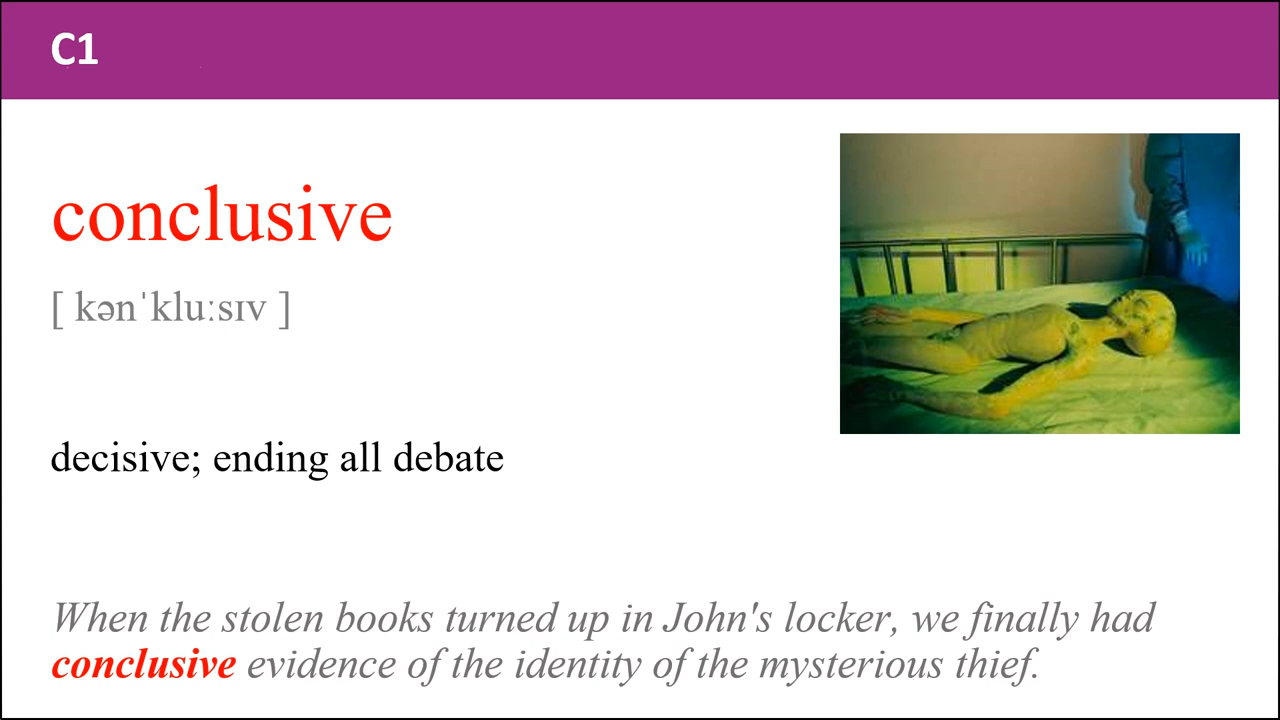 C1
conclusive
[ kənˈkluːsɪv ]
decisive; ending all debate
When the stolen books turned up in John's locker, we finally had
conclusive evidence of the identity of the mysterious thief.